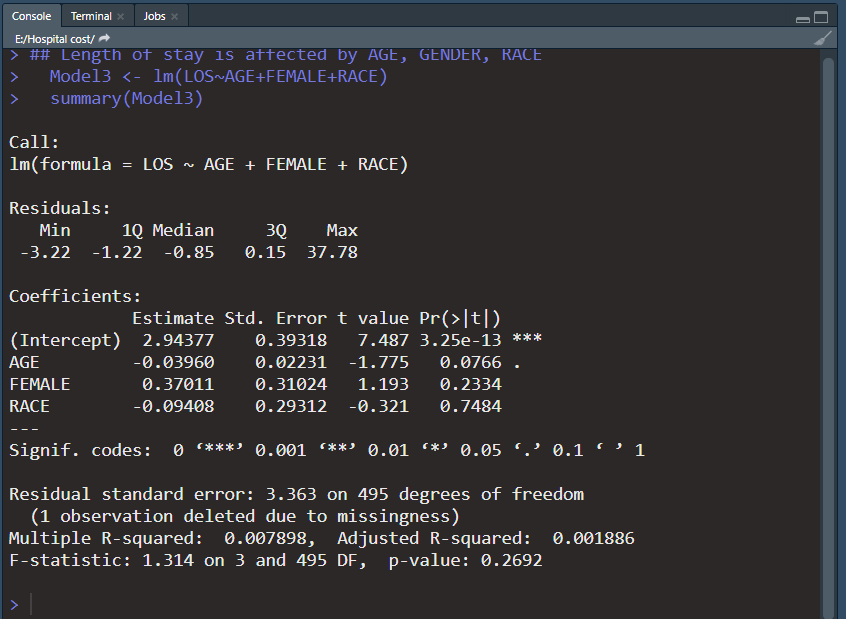 Console Terminal Jobs
E:/Hospital cost/
> ## Length of stay is affected by AGE, GENDER, RACE
>   Model3 <- lm(LOS~AGE+FEMALE+RACE)
>   summary(Model3)
Call:
lm(formula = LOS ~ AGE + FEMALE + RACE)
Residuals:
   Min     1Q Median     3Q    Max
 -3.22  -1.22  -0.85   0.15  37.78
Coefficients:
            Estimate Std. Error t value Pr(>|t|)
(Intercept)  2.94377    0.39318   7.487 3.25e-13 ***
AGE         -0.03960    0.02231  -1.775   0.0766 .
FEMALE       0.37011    0.31024   1.193   0.2334
RACE        -0.09408    0.29312  -0.321   0.7484
---
Signif. codes:  0 ‘***’ 0.001 ‘**’ 0.01 ‘*’ 0.05 ‘.’ 0.1 ‘ ’ 1
Residual standard error: 3.363 on 495 degrees of freedom
  (1 observation deleted due to missingness)
Multiple R-squared:  0.007898,  Adjusted R-squared:  0.001886
F-statistic: 1.314 on 3 and 495 DF,  p-value: 0.2692
>